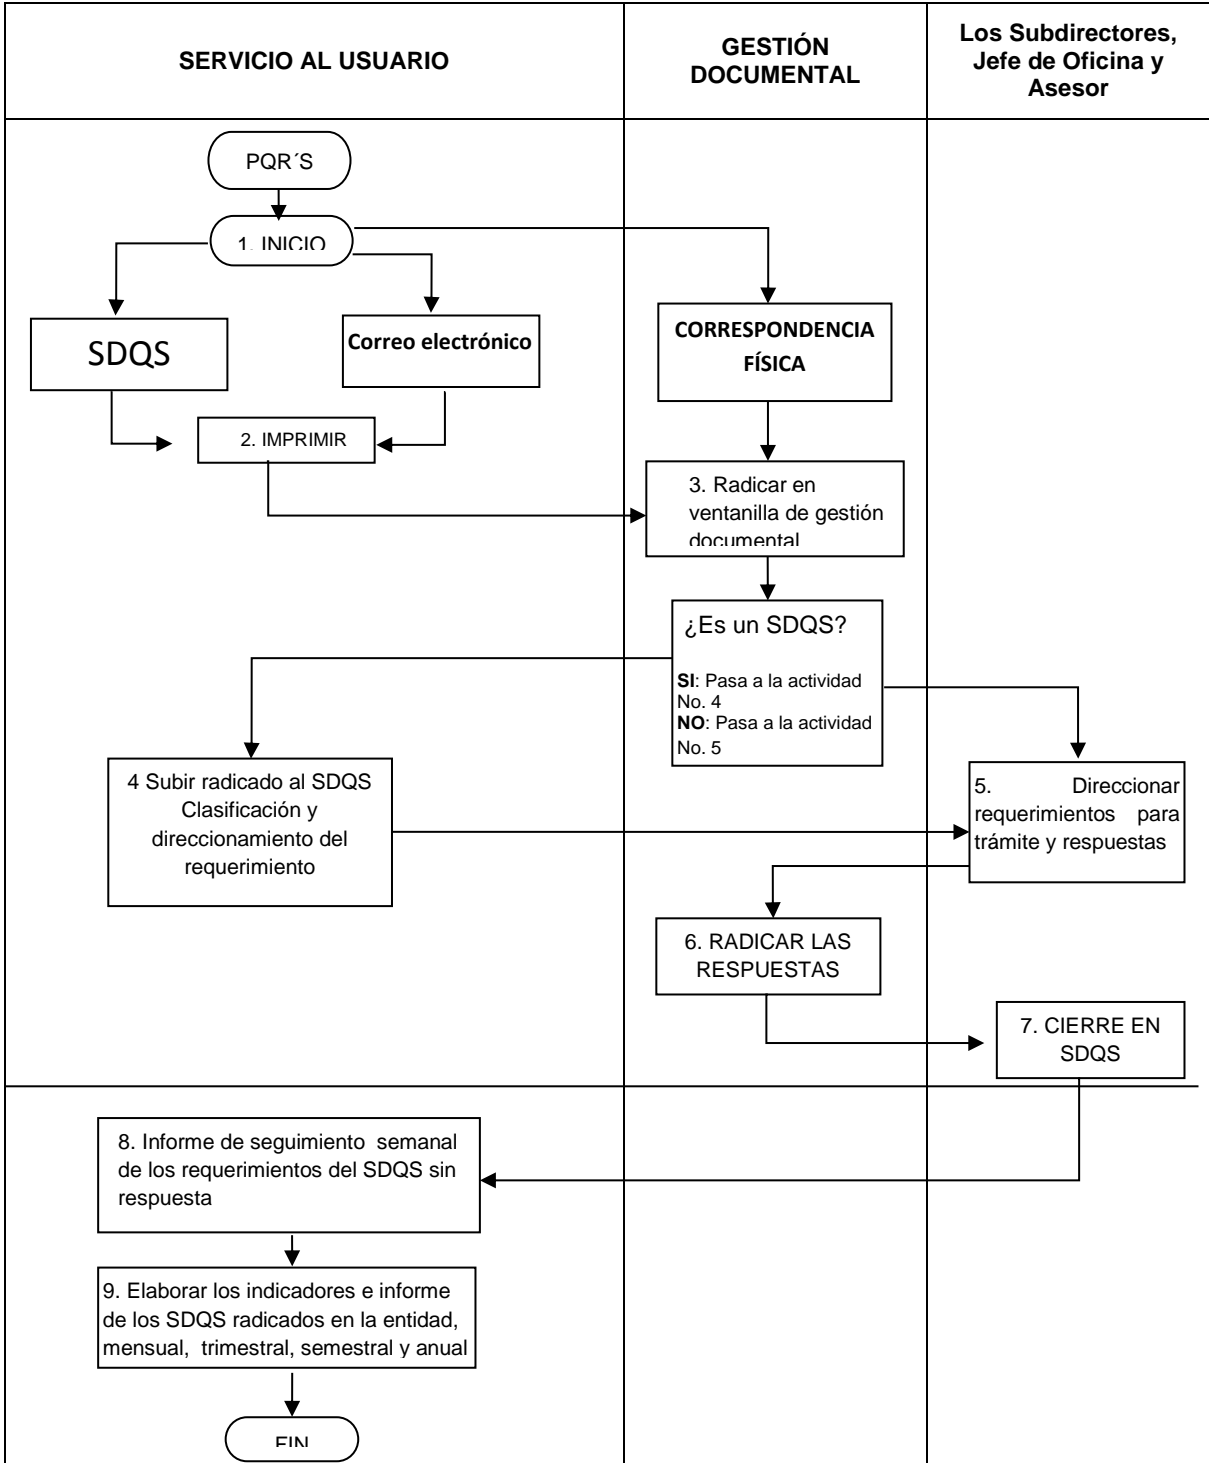 SERVICIO AL USUARIO
GESTIÓN
DOCUMENTAL
Los Subdirectores,
Jefe de Oficina y
Asesor
PQR´S
1. INICIO
SDQS
Correo electrónico
CORRESPONDENCIA
FÍSICA
2. IMPRIMIR
3. Radicar en
ventanilla de gestión
documental
¿Es un SDQS?
SI: Pasa a la actividad
No. 4
NO: Pasa a la actividad
No. 5
4 Subir radicado al SDQS
Clasificación y
direccionamiento del
requerimiento
5. Direccionar
requerimientos para
trámite y respuestas
6. RADICAR LAS
RESPUESTAS
7. CIERRE EN
SDQS
8. Informe de seguimiento semanal
de los requerimientos del SDQS sin
respuesta
9. Elaborar los indicadores e informe
de los SDQS radicados en la entidad,
mensual, trimestral, semestral y anual
FIN